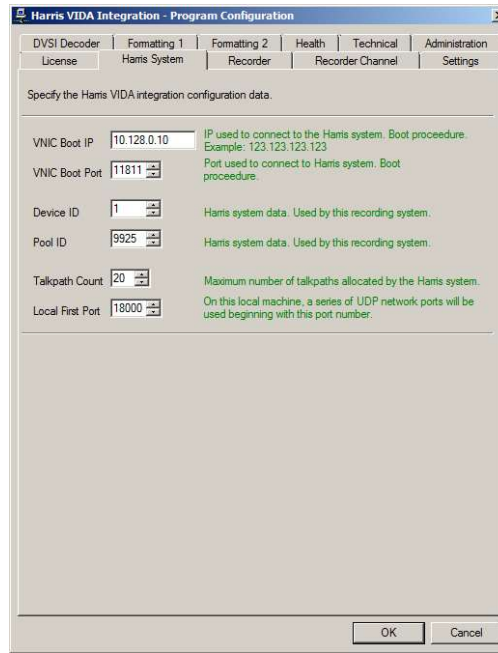 Harris VIDA Integration - Program Configuration
DVSI Decoder Formatting 1 Formatting 2 Health Technical Administration
License Harris System Recorder Recorder Channel Settings
Specify the Harris VIDA integration configuration data.
VNIC Boot IP 10.128.0.10 IP used to connect to the Harris system. Boot proceedure.
Example: 123.123.123.123
VNIC Boot Port 11811 Port used to connect to Harris system. Boot
proceedure.
Device ID 1 Harris system data. Used by this recording system.
Pool ID 9925 Harris system data. Used by this recording system.
Talkpath Count 20 Maximum number of talkpaths allocated by the Harris system.
Local First Port 18000 On this local machine, a series of UDP network ports will be
used beginning with this port number.
OK Cancel